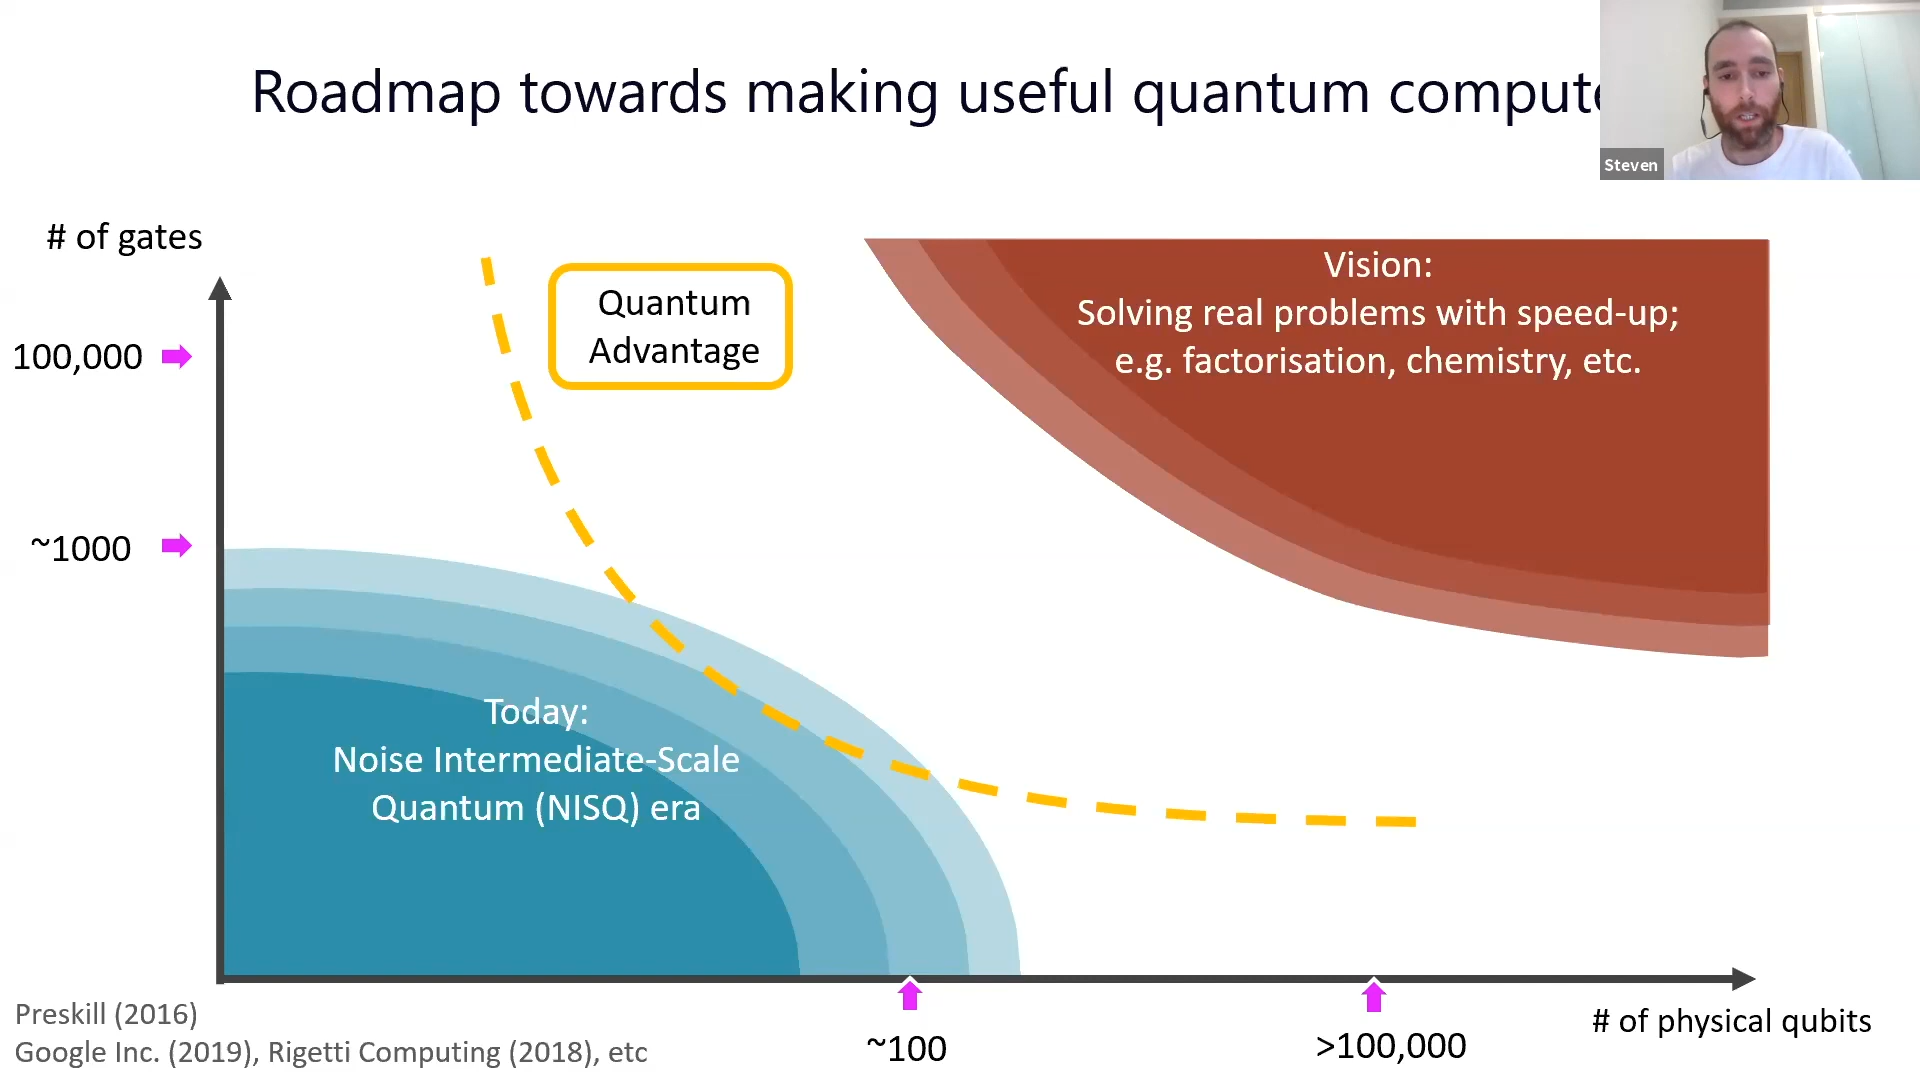 Roadmap towards making useful quantum compute
Steven
# of gates
Quantum
Advantage
Vision:
Solving real problems with speed-up;
e.g. factorisation, chemistry, etc.
100,000
~1000
Today:
Noise Intermediate-Scale
Quantum (NISQ) era
Preskill (2016)
Google Inc. (2019), Rigetti Computing (2018), etc
~100
>100,000
# of physical qubits